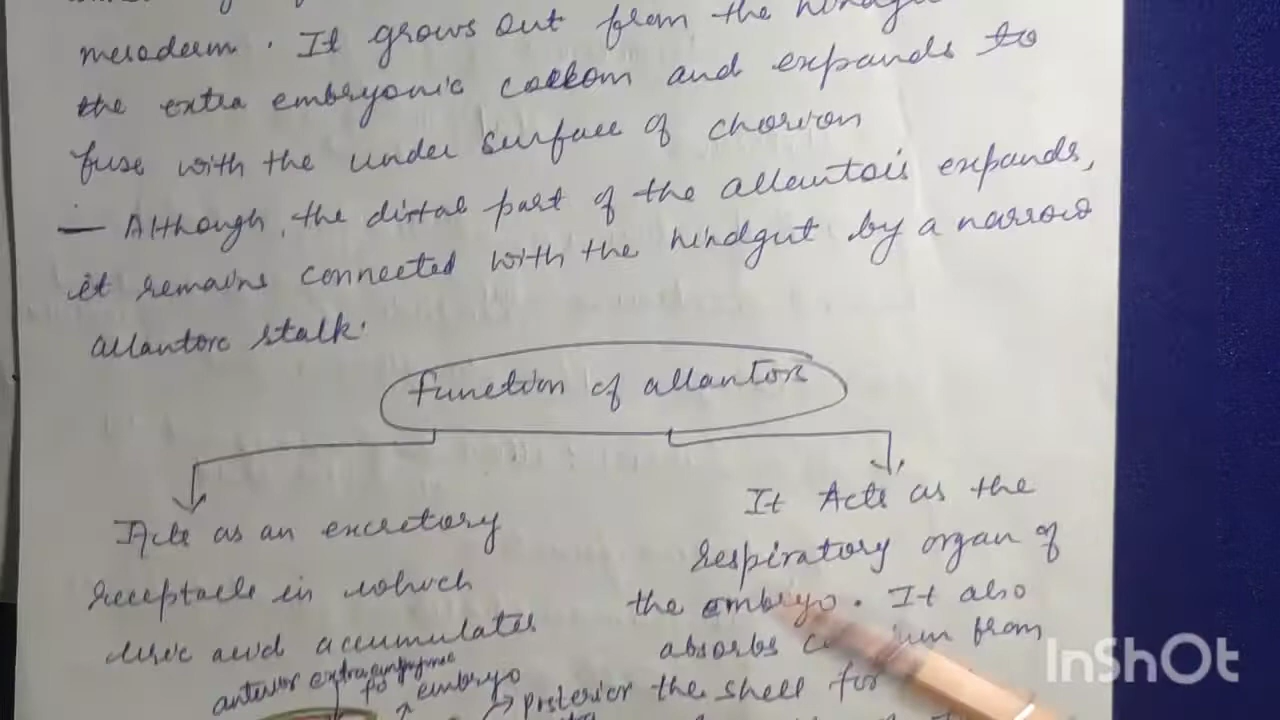 mesoderm. It grows out from the hindgut
the extra embryonic coelom and expands to
fuse with the under surface of chorion
— Although, the distal part of the allantois expands,
it remains connected with the hindgut by a narrow
allantoic stalk.
Function of allantois
Acts as an excretory
receptacle in which
uric acid accumulates
It Acts as the
respiratory organ of
the embryo. It also
absorbs from
the shell for
anterior
embryo
posterior
InShOt